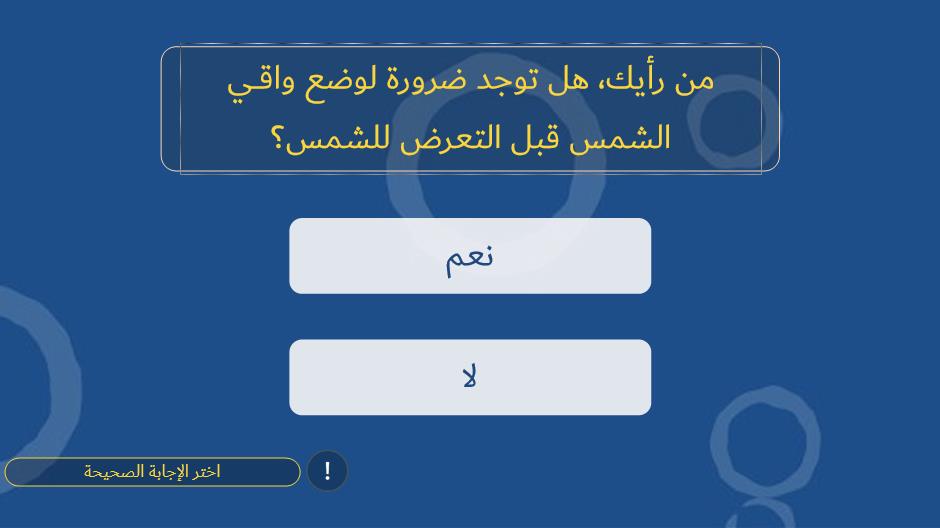 من رأيك، هل توجد ضرورة لوضع واقي
الشمس قبل التعرض للشمس؟
نعم
لا
اختر الإجابة الصحيحة
!